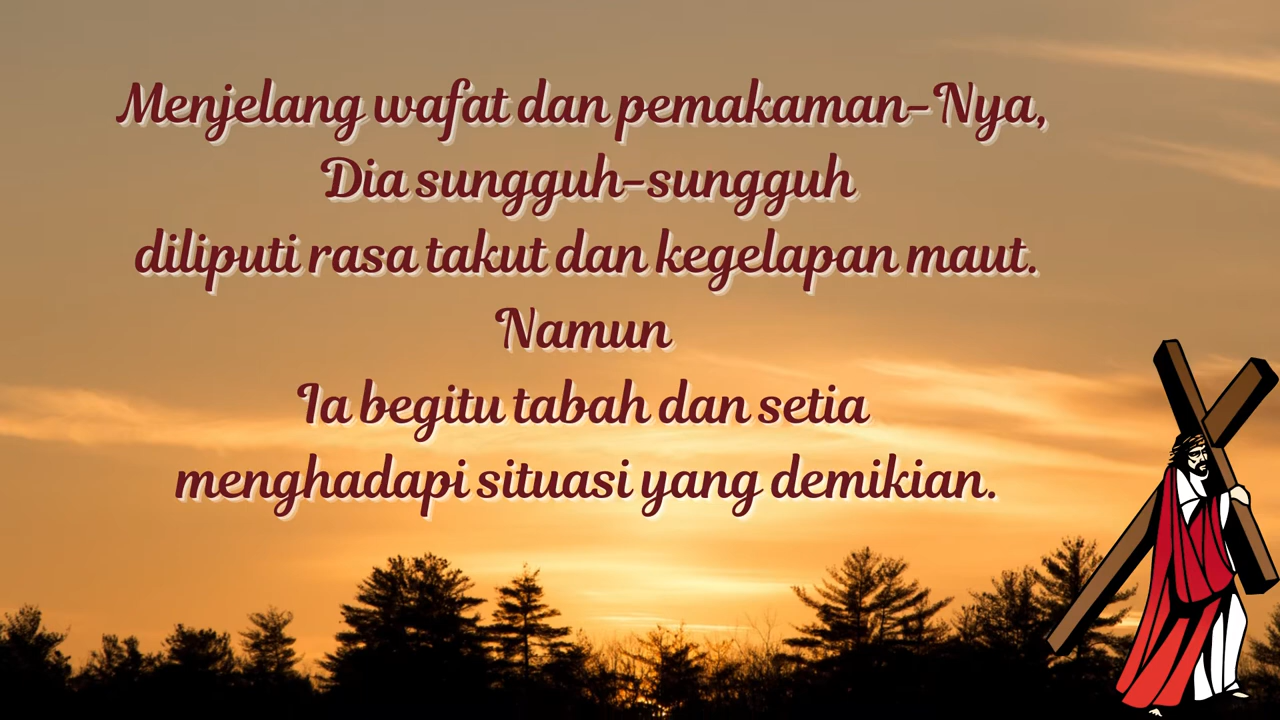 Menjelang wafat dan pemakaman-Nya,
Dia sungguh-sungguh
diliputi rasa takut dan kegelapan maut.
Namun
Ia begitu tabah dan setia
menghadapi situasi yang demikian.